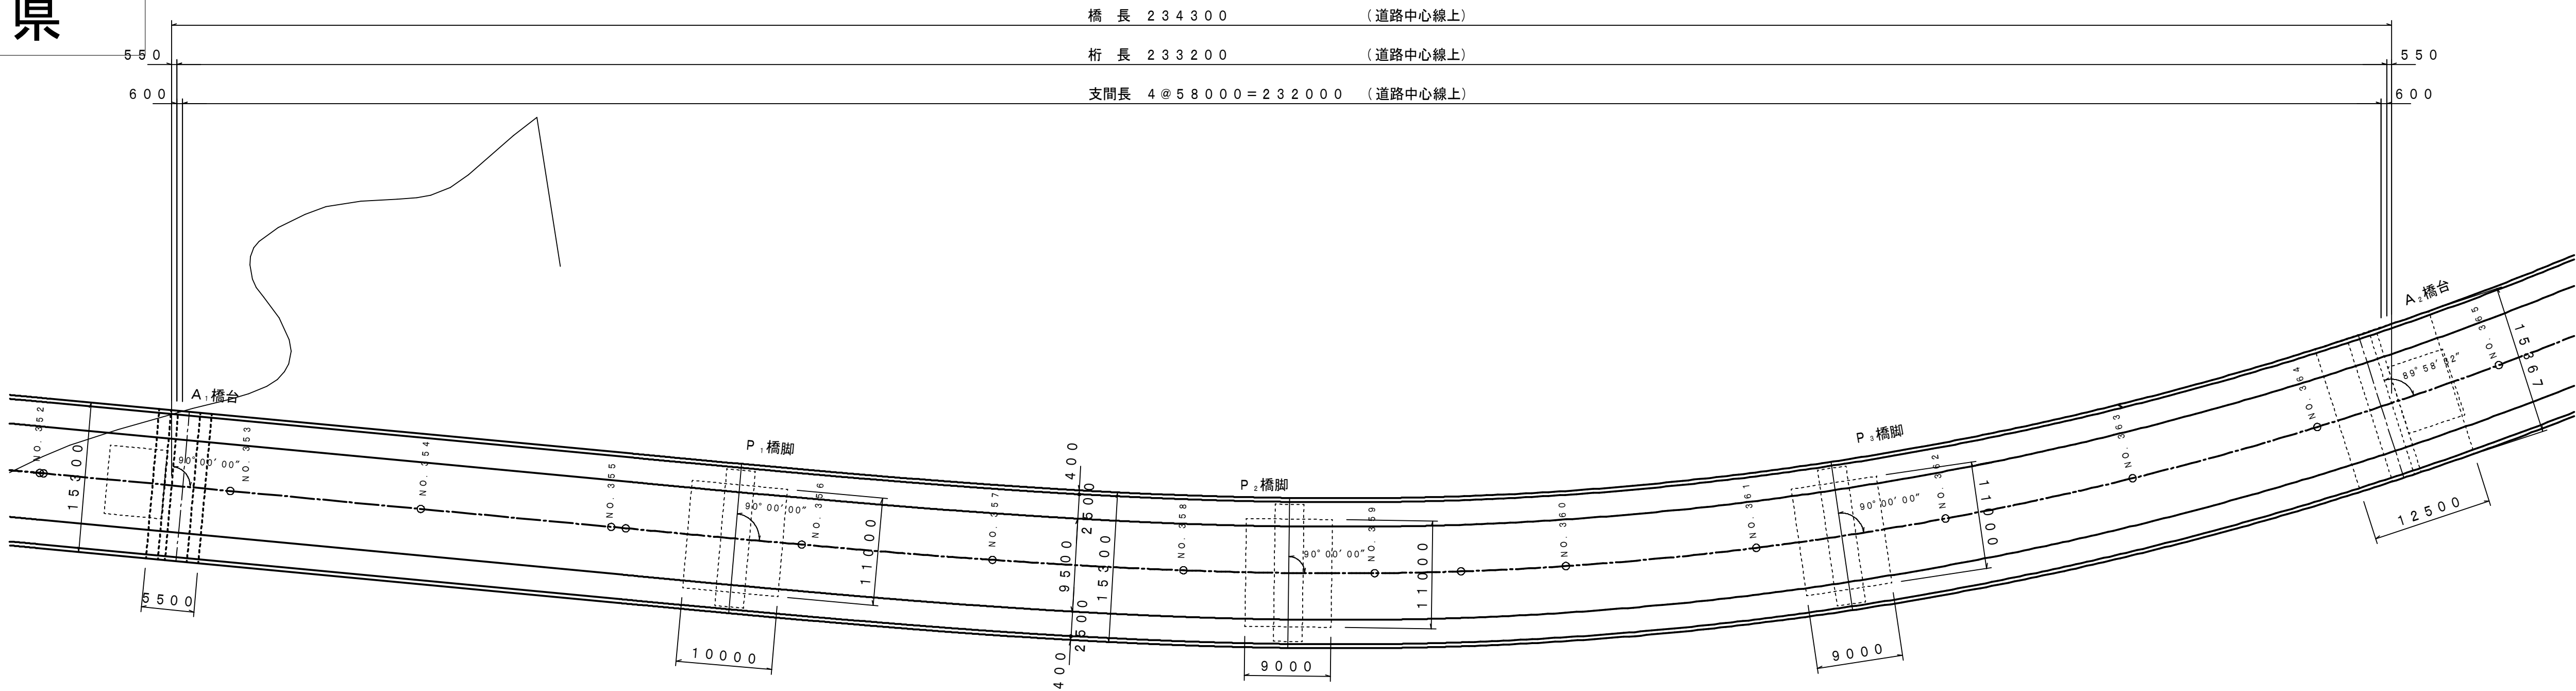 県
橋　長　234300　（道路中心線上）
550　桁　長　233200　（道路中心線上）　550
600　支間長　4@58000=232000　（道路中心線上）　600
A1橋台
P1橋脚
P2橋脚
P3橋脚
A2橋台
NO.352
NO.353
NO.354
NO.355
NO.356
NO.357
NO.358
NO.359
NO.360
NO.361
NO.362
NO.363
NO.364
NO.365
15300
90°00′00″
5500
90°00′00″
11000
10000
400
2500
9500
15300
2500
400
90°00′00″
11000
9000
90°00′00″
11000
9000
89°58′52″
15367
12500